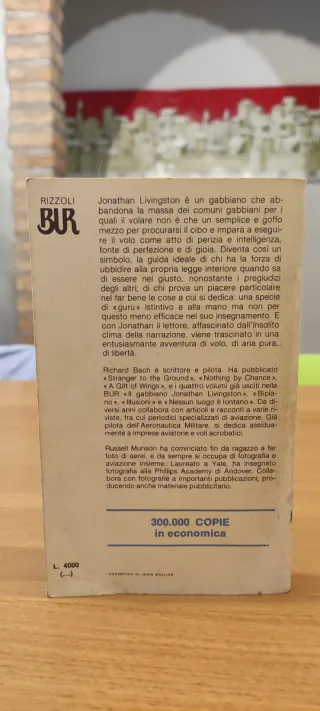 RIZZOLI
BUR
Jonathan Livingston è un gabbiano che ab-
bandona la massa dei comuni gabbiani per i
quali il volare non è che un semplice e goffo
mezzo per procurarsi il cibo e impara a esegui-
re il volo come atto di perizia e intelligenza,
fonte di perfezione e di gioia. Diventa così un
simbolo, la guida ideale di chi ha la forza di
ubbidire alla propria legge interiore quando sa
di essere nel giusto, nonostante i pregiudizi
degli altri; di chi prova un piacere particolare
nel far bene le cose a cui si dedica: una specie
di «guru» istintivo e alla mano ma non per
questo meno efficace nel suo insegnamento. E
con Jonathan il lettore, affascinato dall'insolito
clima della narrazione, viene trascinato in una
entusiasmante avventura di volo, di aria pura,
di libertà.
Richard Bach è scrittore e pilota. Ha pubblicato
«Stranger to the Ground», «Nothing by Chance»,
«A Gift of Wings», e i quattro volumi già usciti nella
BUR «Il gabbiano Jonathan Livingston», «Bipla-
no», «Illusioni» e «Nessun luogo è lontano». Da di-
versi anni collabora con articoli e racconti a varie ri-
viste, fra cui periodici specializzati di aviazione. Già
pilota dell'Aeronautica Militare, si dedica assidua-
mente a imprese aviatorie e voli acrobatici.
Russell Munson ha cominciato fin da ragazzo a far
foto di aerei, e da sempre si occupa di fotografia e
aviazione insieme. Laureato a Yale, ha insegnato
fotografia alla Phillips Academy di Andover. Colla-
bora con fotografie a importanti pubblicazioni, pro-
ducendo anche materiale pubblicitario.
300.000 COPIE
in economica
L. 4000
(...)